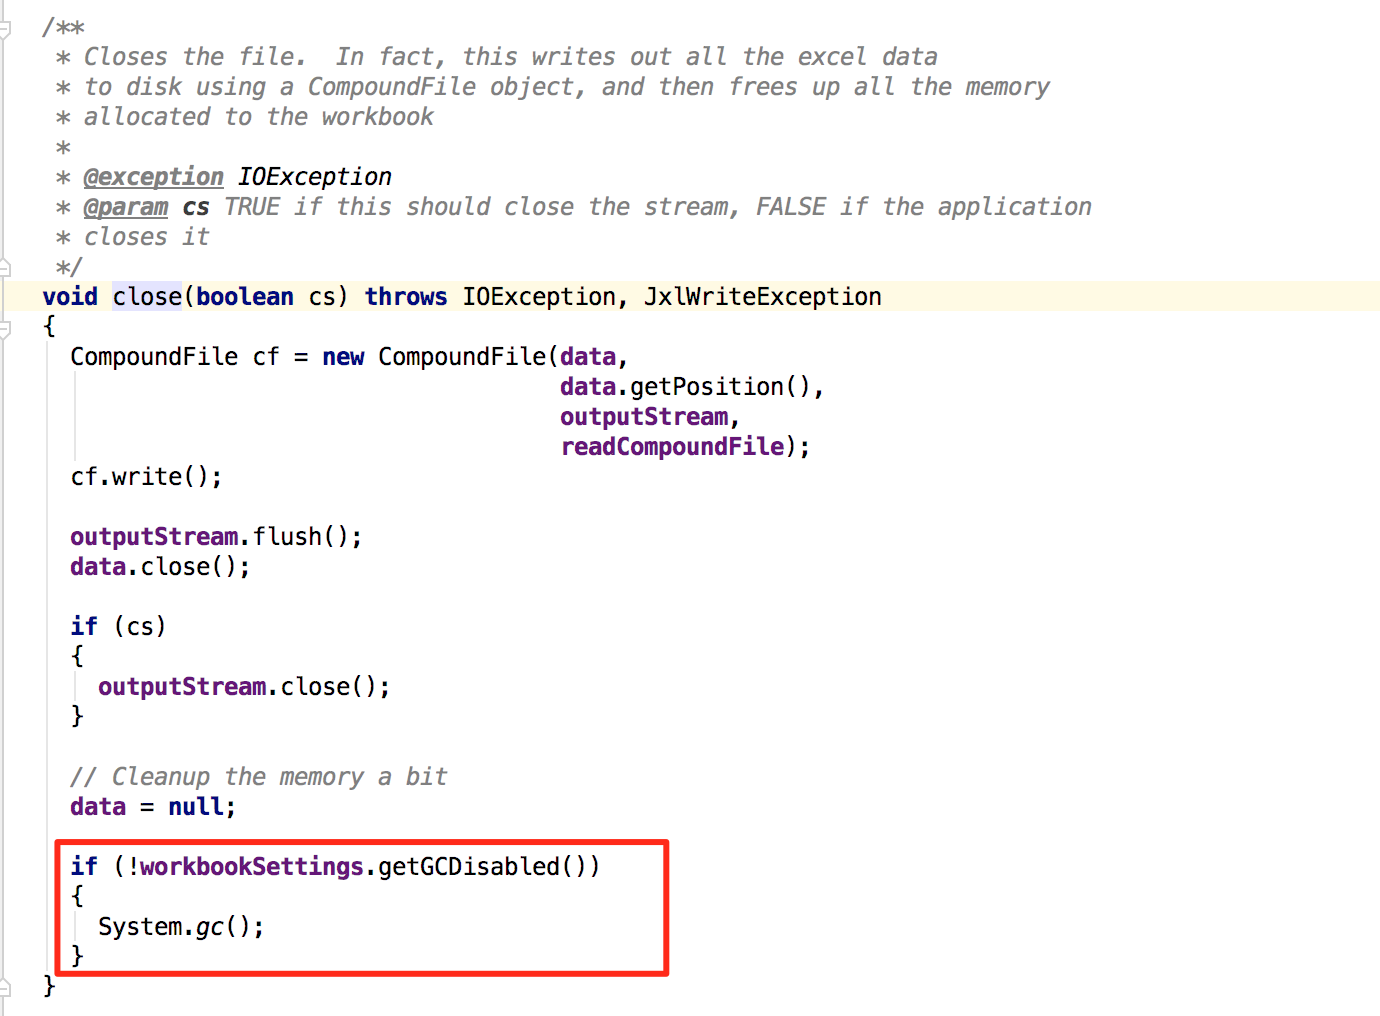 /**
* Closes the file.  In fact, this writes out all the excel data
* to disk using a CompoundFile object, and then frees up all the memory
* allocated to the workbook
*
* @exception IOException
* @param cs TRUE if this should close the stream, FALSE if the application
* closes it
*/
void close(boolean cs) throws IOException, JxlWriteException
{
CompoundFile cf = new CompoundFile(data,
data.getPosition(),
outputStream,
readCompoundFile);
cf.write();
outputStream.flush();
data.close();
if (cs)
{
outputStream.close();
}
// Cleanup the memory a bit
data = null;
if (!workbookSettings.getGCDisabled())
{
System.gc();
}
}